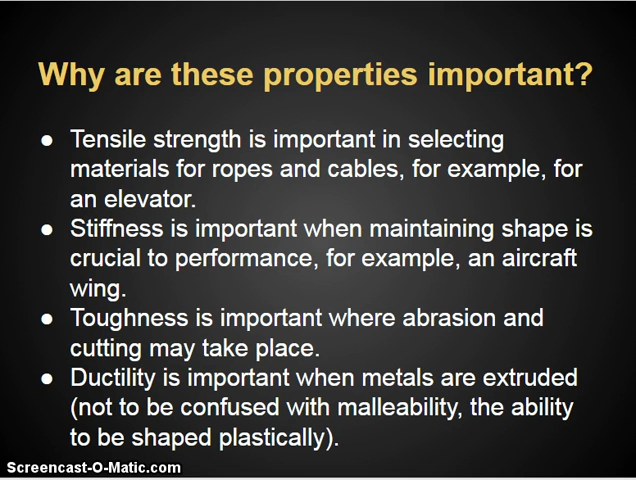 Why are these properties important?
● Tensile strength is important in selecting
materials for ropes and cables, for example, for
an elevator.
● Stiffness is important when maintaining shape is
crucial to performance, for example, an aircraft
wing.
● Toughness is important where abrasion and
cutting may take place.
● Ductility is important when metals are extruded
(not to be confused with malleability, the ability
to be shaped plastically).
Screencast-O-Matic.com